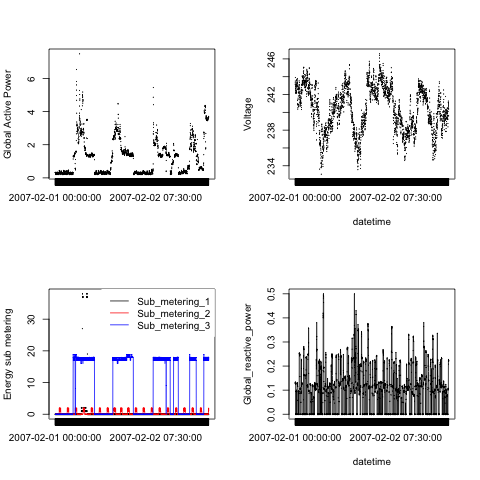 Global Active Power
0 2 4 6
2007-02-01 00:00:00 2007-02-02 07:30:00
Voltage
234 238 242 246
2007-02-01 00:00:00 2007-02-02 07:30:00
datetime
Energy sub metering
0 10 20 30
Sub_metering_1
Sub_metering_2
Sub_metering_3
2007-02-01 00:00:00 2007-02-02 07:30:00
Global_reactive_power
0.0 0.1 0.2 0.3 0.4 0.5
2007-02-01 00:00:00 2007-02-02 07:30:00
datetime